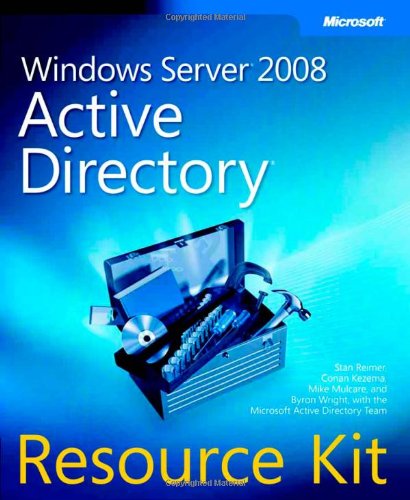 Copyrighted Material
Microsoft®
Windows Server® 2008
Active
Directory®
Stan Reimer,
Conan Kezema,
Mike Mulcare, and
Byron Wright, with the
Microsoft Active Directory Team
Resource Kit
Copyrighted Material